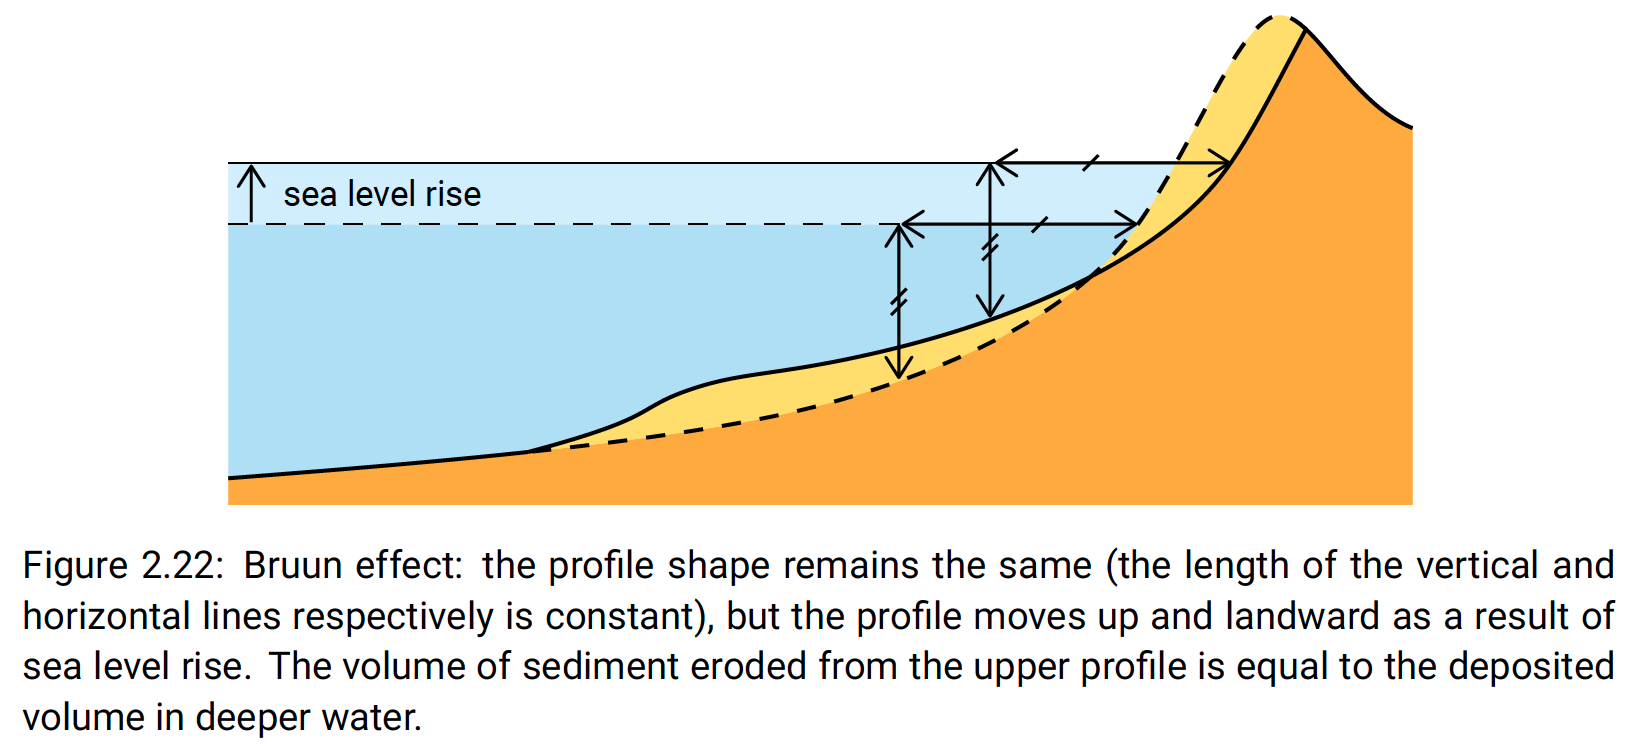 sea level rise
Figure 2.22: Bruun effect: the profile shape remains the same (the length of the vertical and
horizontal lines respectively is constant), but the profile moves up and landward as a result of
sea level rise. The volume of sediment eroded from the upper profile is equal to the deposited
volume in deeper water.